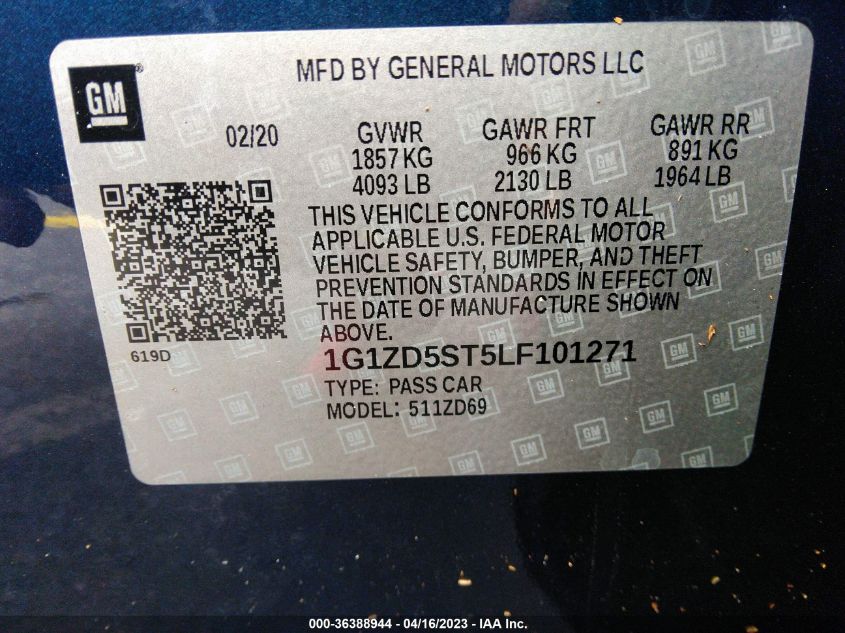 GM
MFD BY GENERAL MOTORS LLC
02/20
GVWR
1857 KG
4093 LB
GAWR FRT
966 KG
2130 LB
GAWR RR
891 KG
1964 LB
THIS VEHICLE CONFORMS TO ALL
APPLICABLE U.S. FEDERAL MOTOR
VEHICLE SAFETY, BUMPER, AND THEFT
PREVENTION STANDARDS IN EFFECT ON
THE DATE OF MANUFACTURE SHOWN
ABOVE.
619D
1G1ZD5ST5LF101271
TYPE: PASS CAR
MODEL: 511ZD69
000-36388944 - 04/16/2023 - IAA Inc.